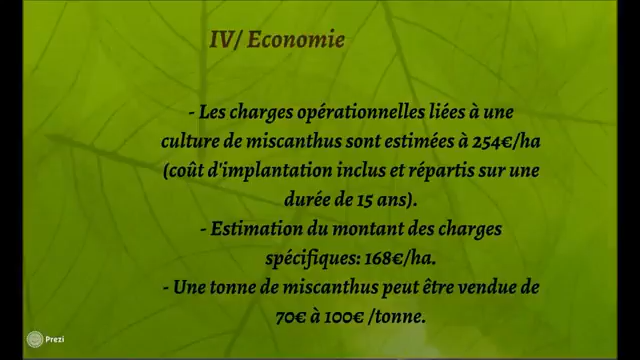 IV/ Economie
- Les charges opérationnelles liées à une
culture de miscanthus sont estimées à 254€/ha
(coût d'implantation inclus et répartis sur une
durée de 15 ans).
- Estimation du montant des charges
spécifiques: 168€/ha.
- Une tonne de miscanthus peut être vendue de
70€ à 100€ /tonne.
Prezi